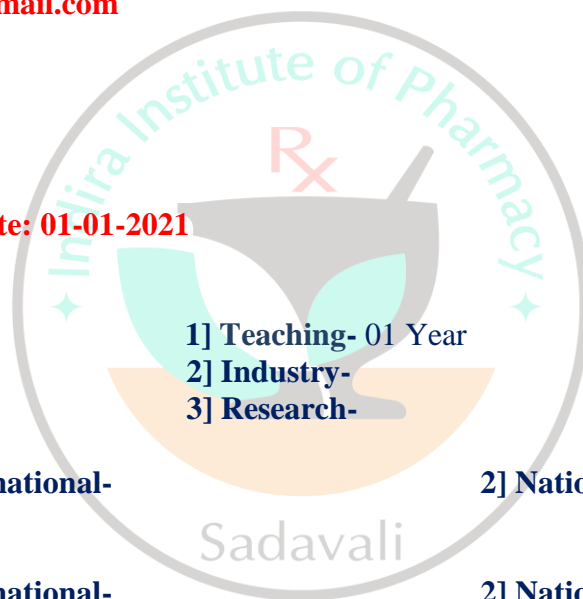 mail.com
Indira Institute of Pharmacy
Rx
te: 01-01-2021
1] Teaching- 01 Year
2] Industry-
3] Research-
national- 2] Natio
Sadavali
national- 2] Natio